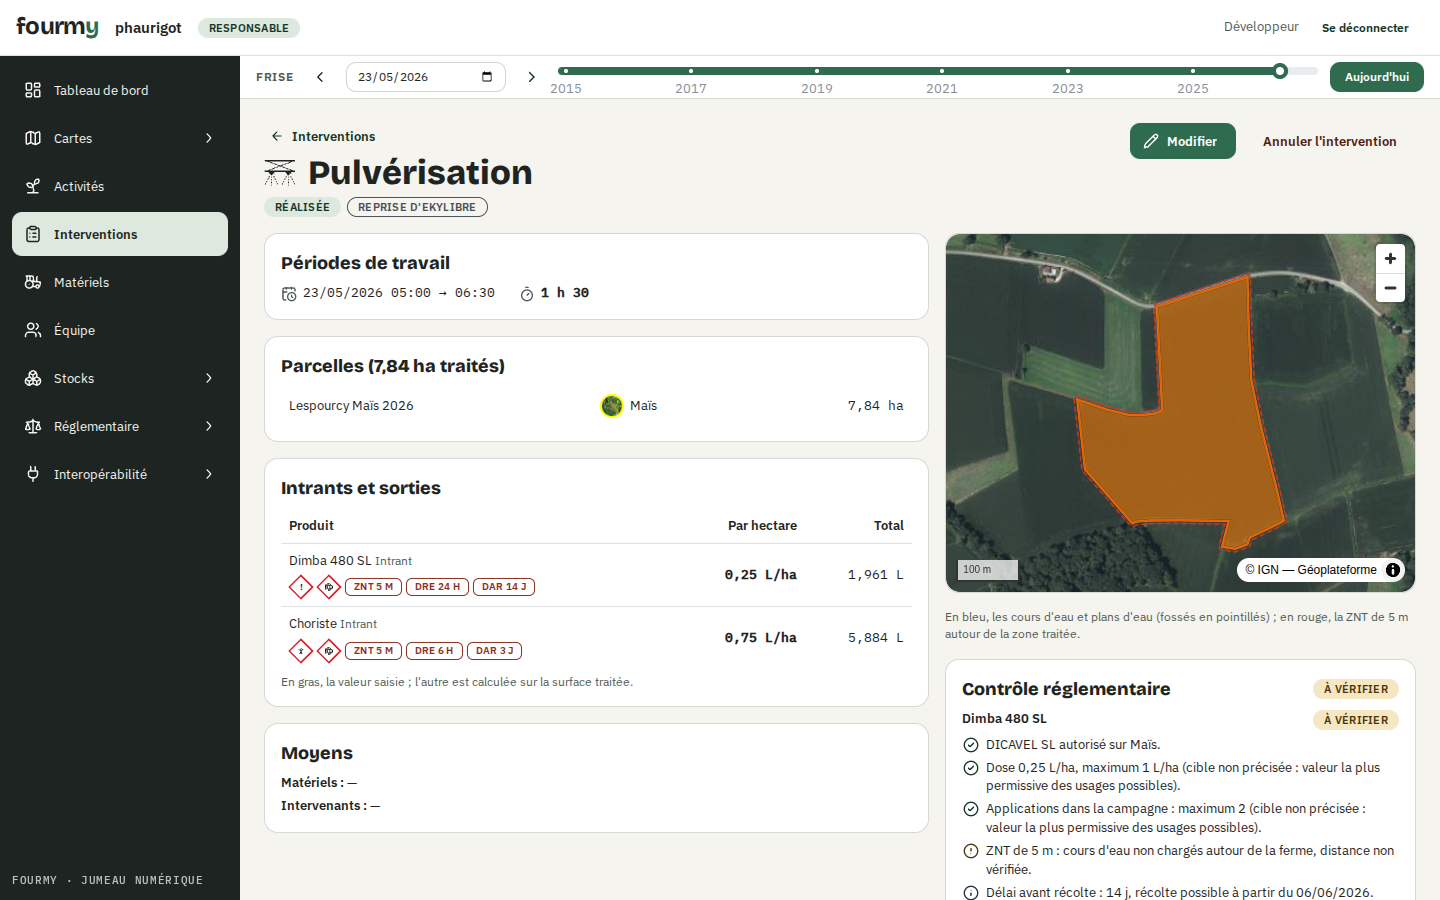 fourmy phaurigot RESPONSABLE
Développeur Se déconnecter
Tableau de bord
Cartes
Activités
Interventions
Matériels
Équipe
Stocks
Réglementaire
Interopérabilité
FOURMY · JUMEAU NUMÉRIQUE
FRISE 23/05/2026
2015 2017 2019 2021 2023 2025
Aujourd'hui
Interventions
Modifier Annuler l'intervention
Pulvérisation
RÉALISÉE REPRISE D'EKYLIBRE
Périodes de travail
23/05/2026 05:00 → 06:30 1 h 30
Parcelles (7,84 ha traités)
Lespourcy Maïs 2026 Maïs 7,84 ha
Intrants et sorties
Produit Par hectare Total
Dimba 480 SL Intrant
ZNT 5 M DRE 24 H DAR 14 J
0,25 L/ha 1,961 L
Choriste Intrant
ZNT 5 M DRE 6 H DAR 3 J
0,75 L/ha 5,884 L
En gras, la valeur saisie ; l'autre est calculée sur la surface traitée.
Moyens
Matériels : —
Intervenants : —
100 m
© IGN — Géoplateforme
En bleu, les cours d'eau et plans d'eau (fossés en pointillés) ; en rouge, la ZNT de 5 m
autour de la zone traitée.
Contrôle réglementaire À VÉRIFIER
Dimba 480 SL À VÉRIFIER
DICAVEL SL autorisé sur Maïs.
Dose 0,25 L/ha, maximum 1 L/ha (cible non précisée : valeur la plus
permissive des usages possibles).
Applications dans la campagne : maximum 2 (cible non précisée :
valeur la plus permissive des usages possibles).
ZNT de 5 m : cours d'eau non chargés autour de la ferme, distance non
vérifiée.
Délai avant récolte : 14 j, récolte possible à partir du 06/06/2026.